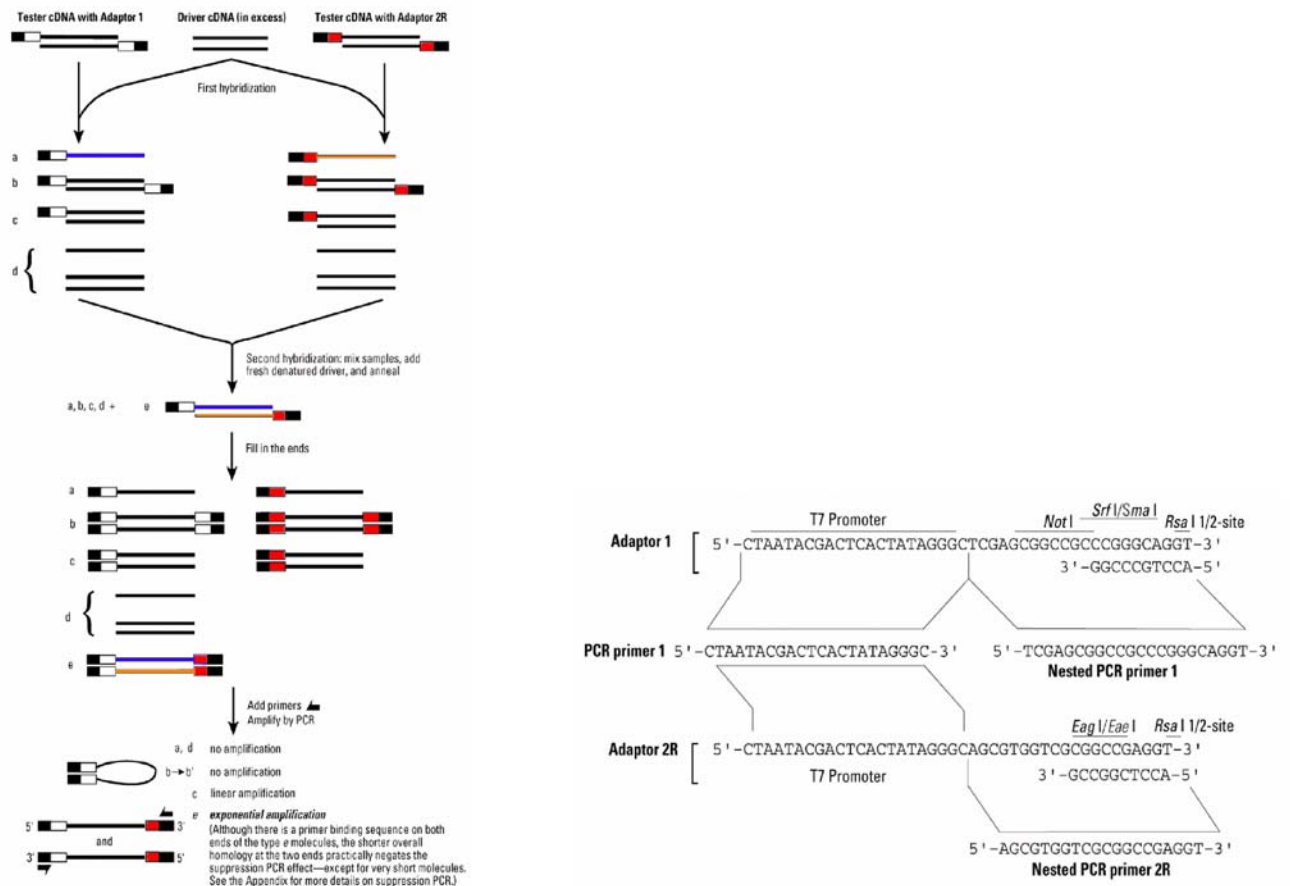 Tester cDNA with Adaptor 1
Driver cDNA (in excess)
Tester cDNA with Adaptor 2R
First hybridization
a
b
c
d
Second hybridization: mix samples, add
fresh denatured driver, and anneal
a, b, c, d +
e
Fill in the ends
a
b
c
d
e
Add primers
Amplify by PCR
a, d no amplification
b→b' no amplification
c linear amplification
e exponential amplification
(Although there is a primer binding sequence on both
ends of the type e molecules, the shorter overall
homology at the two ends practically negates the
suppression PCR effect—except for very short molecules.
See the Appendix for more details on suppression PCR.)
5' 3'
and
3' 5'
T7 Promoter
Not I
Srf I/Sma I
Rsa I 1/2-site
Adaptor 1
5'-CTAATACGACTCACTATAGGGCTCGAGCGGCCGCCCGGGCAGGT-3'
3'-GGCCCGTCCA-5'
PCR primer 1 5'-CTAATACGACTCACTATAGGGC-3'
5'-TCGAGCGGCCGCCCGGGCAGGT-3'
Nested PCR primer 1
Eag I/Eae I
Rsa I 1/2-site
Adaptor 2R
5'-CTAATACGACTCACTATAGGGCAGCGTGGTCGCGGCCGAGGT-3'
T7 Promoter
3'-GCCGGCTCCA-5'
5'-AGCGTGGTCGCGGCCGAGGT-3'
Nested PCR primer 2R